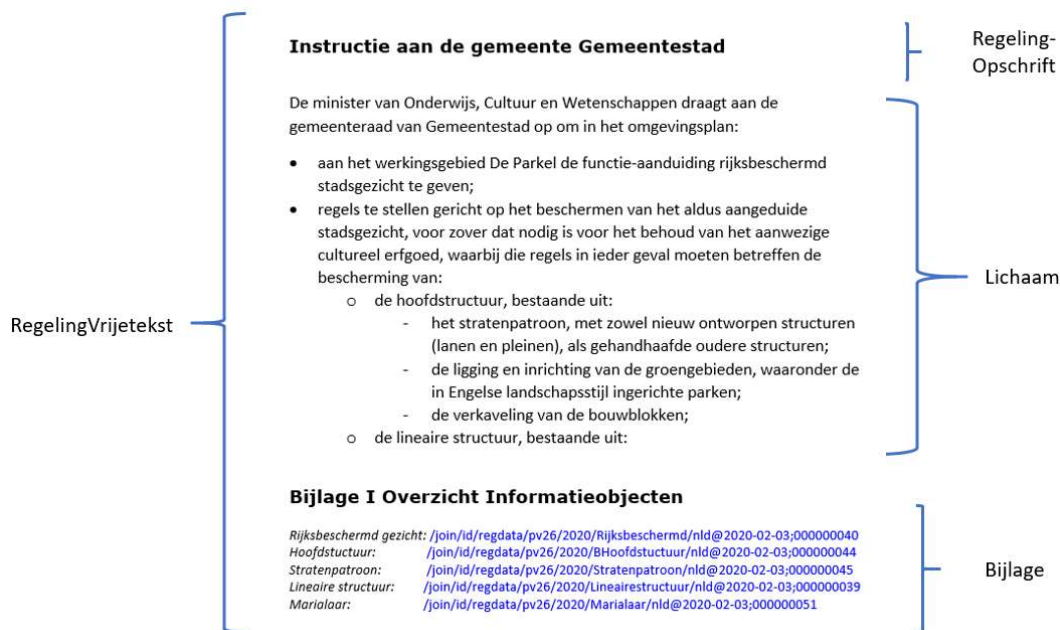 Instructie aan de gemeente Gemeentestad
Regeling-
Opschrift
De minister van Onderwijs, Cultuur en Wetenschappen draagt aan de
gemeenteraad van Gemeentestad op om in het omgevingsplan:
• aan het werkingsgebied De Parkel de functie-aanduiding rijksbeschermd
stadsgezicht te geven;
• regels te stellen gericht op het beschermen van het aldus aangeduide
stadsgezicht, voor zover dat nodig is voor het behoud van het aanwezige
cultureel erfgoed, waarbij die regels in ieder geval moeten betreffen de
bescherming van:
o de hoofdstructuur, bestaande uit:
- het stratenpatroon, met zowel nieuw ontworpen structuren
(lanen en pleinen), als gehandhaafde oudere structuren;
- de ligging en inrichting van de groengebieden, waaronder de
in Engelse landschapsstijl ingerichte parken;
- de verkaveling van de bouwblokken;
o de lineaire structuur, bestaande uit:
Lichaam
RegelingVrijetekst
Bijlage I Overzicht Informatieobjecten
Rijksbeschermd gezicht: /join/id/regdata/pv26/2020/Rijksbeschermd/nld@2020-02-03;000000040
Hoofdstuctuur: /join/id/regdata/pv26/2020/BHoofdstuctuur/nld@2020-02-03;000000044
Stratenpatroon: /join/id/regdata/pv26/2020/Stratenpatroon/nld@2020-02-03;000000045
Lineaire structuur: /join/id/regdata/pv26/2020/Lineairestructuur/nld@2020-02-03;000000039
Marialaar: /join/id/regdata/pv26/2020/Marialaar/nld@2020-02-03;000000051
Bijlage